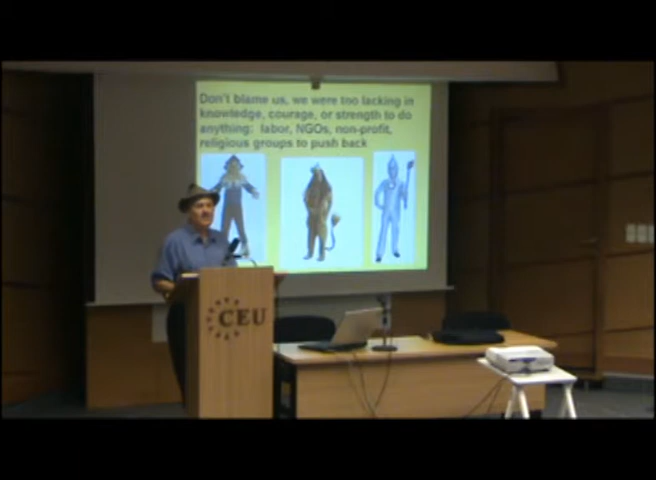 Don't blame us, we were too lacking in
knowledge, courage, or strength to do
anything: labor, NGOs, non-profit,
religious groups to push back
CEU